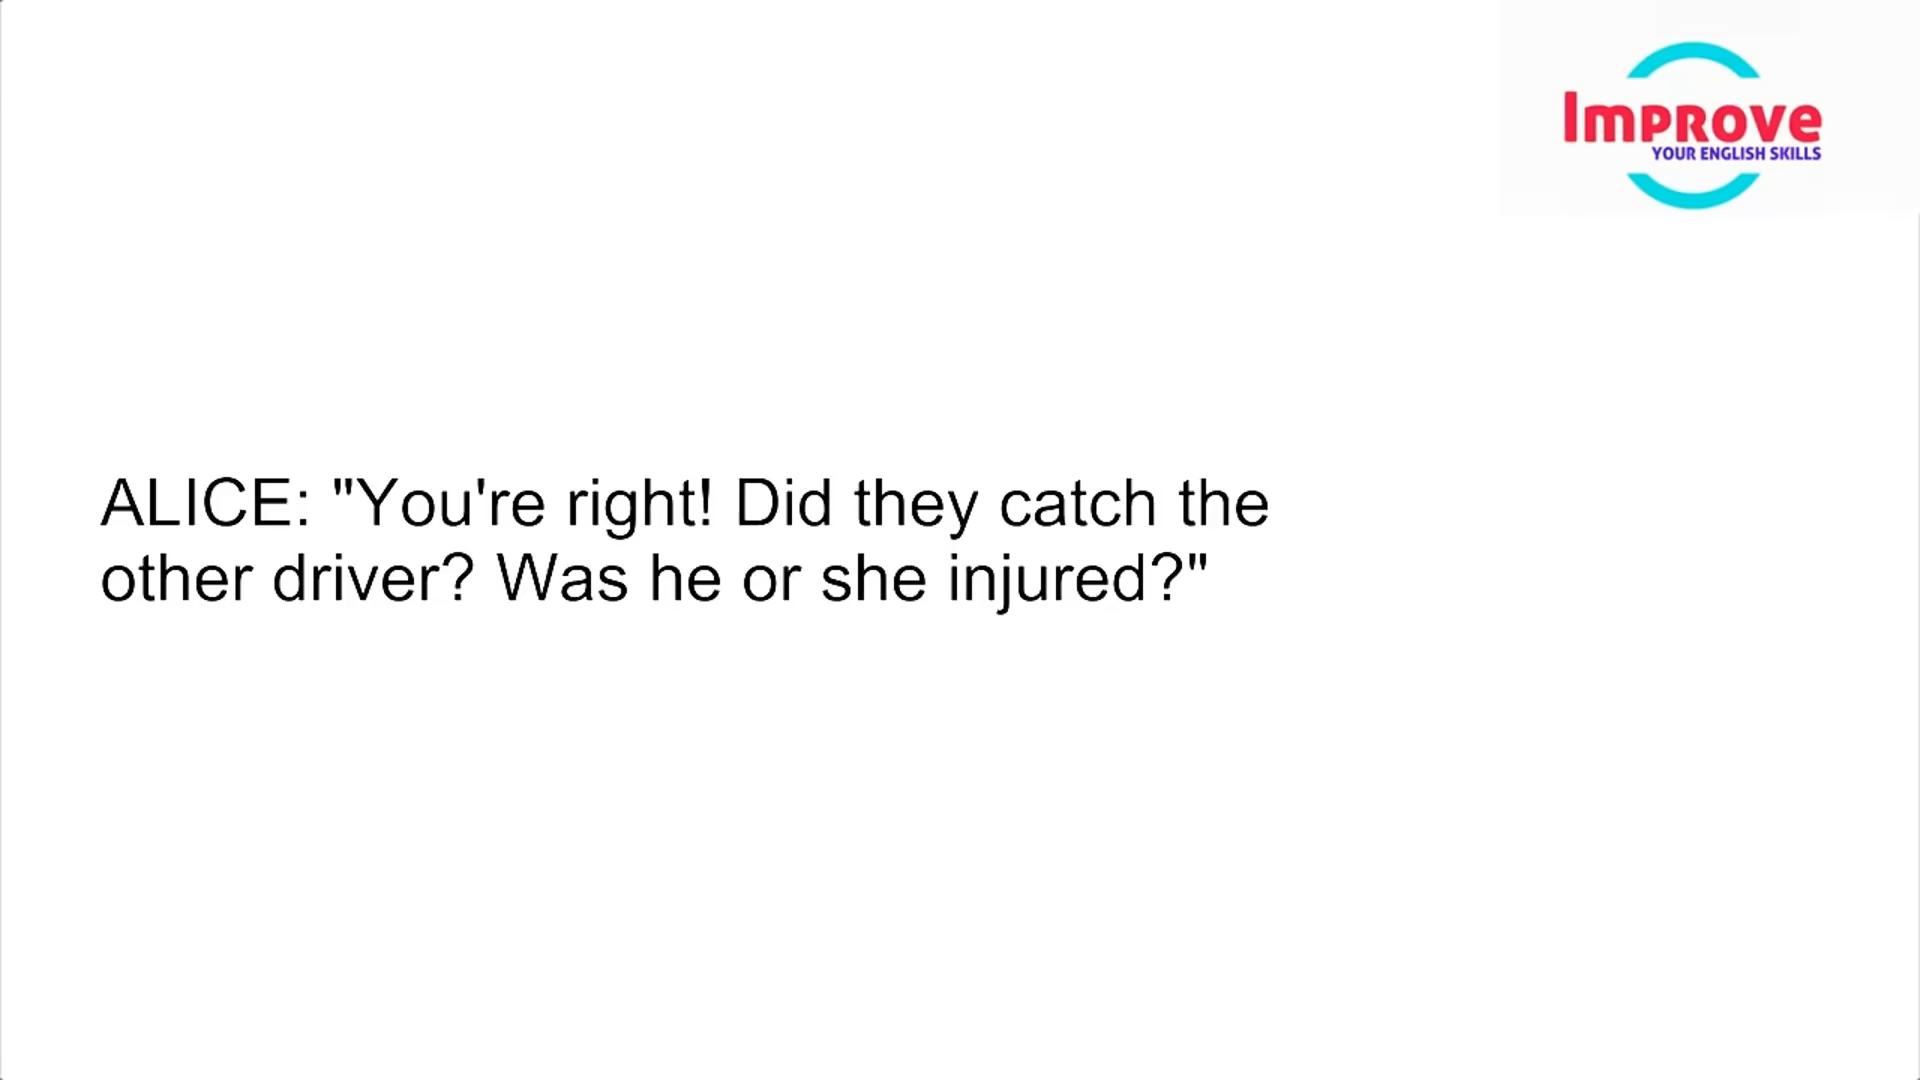 Improve
YOUR ENGLISH SKILLS
ALICE: "You're right! Did they catch the
other driver? Was he or she injured?"